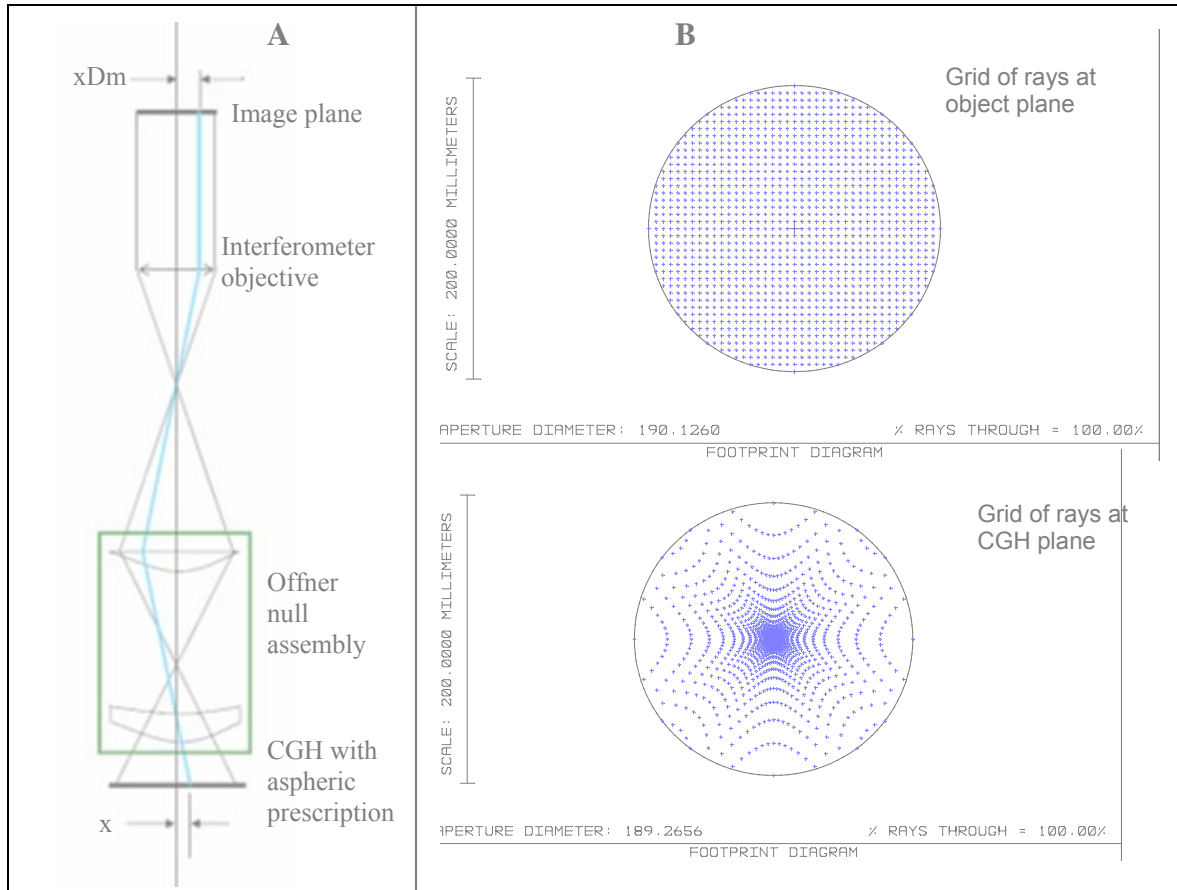 A
xDm
Image plane
Interferometer
objective
Offner
null
assembly
CGH with
aspheric
prescription
x
B
Grid of rays at
object plane
SCALE: 200.0000 MILLIMETERS
APERTURE DIAMETER: 190.1260
% RAYS THROUGH = 100.00%
FOOTPRINT DIAGRAM
Grid of rays at
CGH plane
SCALE: 200.0000 MILLIMETERS
APERTURE DIAMETER: 189.2656
% RAYS THROUGH = 100.00%
FOOTPRINT DIAGRAM